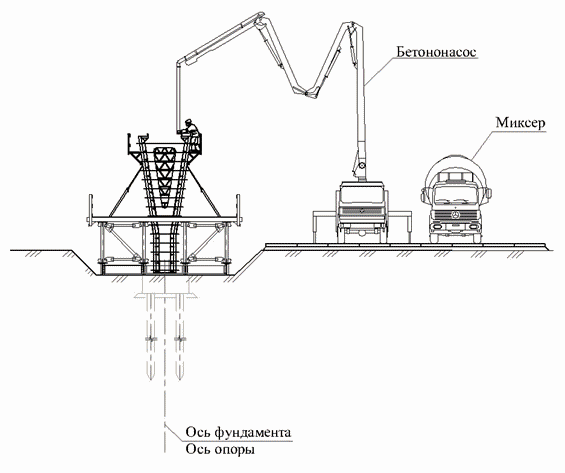 Бетононасос
Миксер
Ось фундамента
Ось опоры